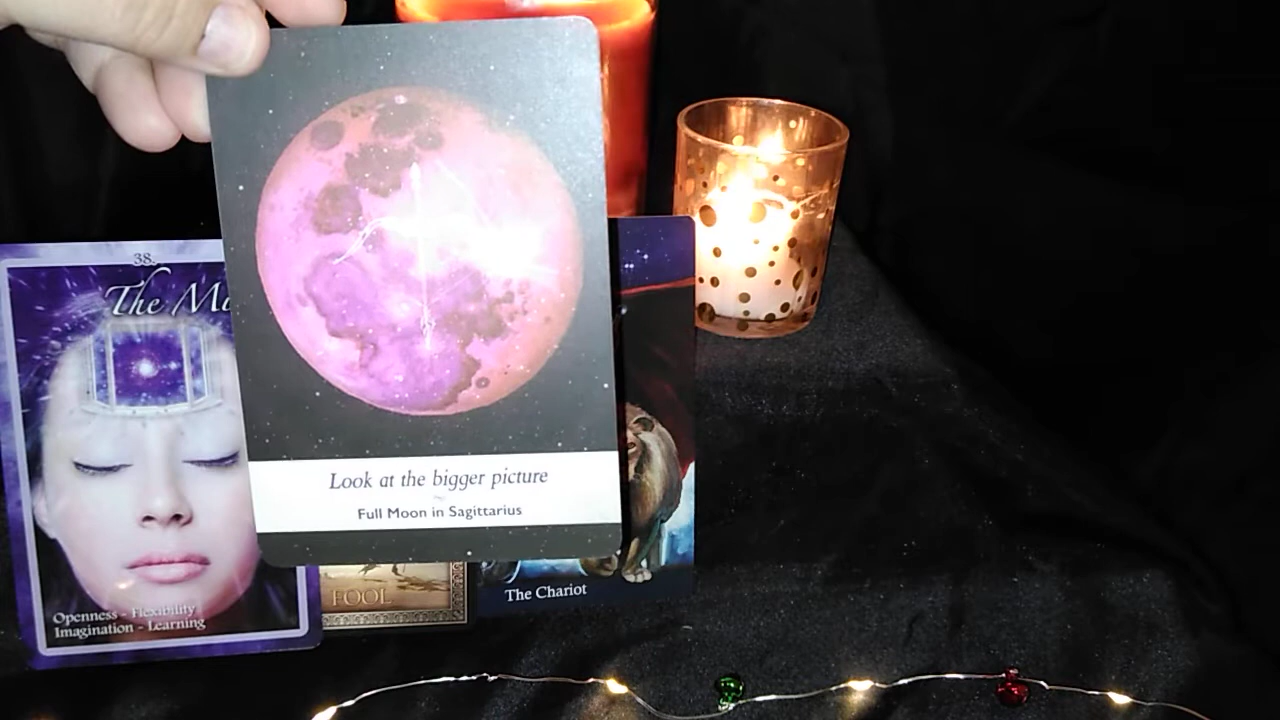 38.
The
Look at the bigger picture
Full Moon in Sagittarius
Openness - Flexibility
Imagination - Learning
FOOL
The Chariot